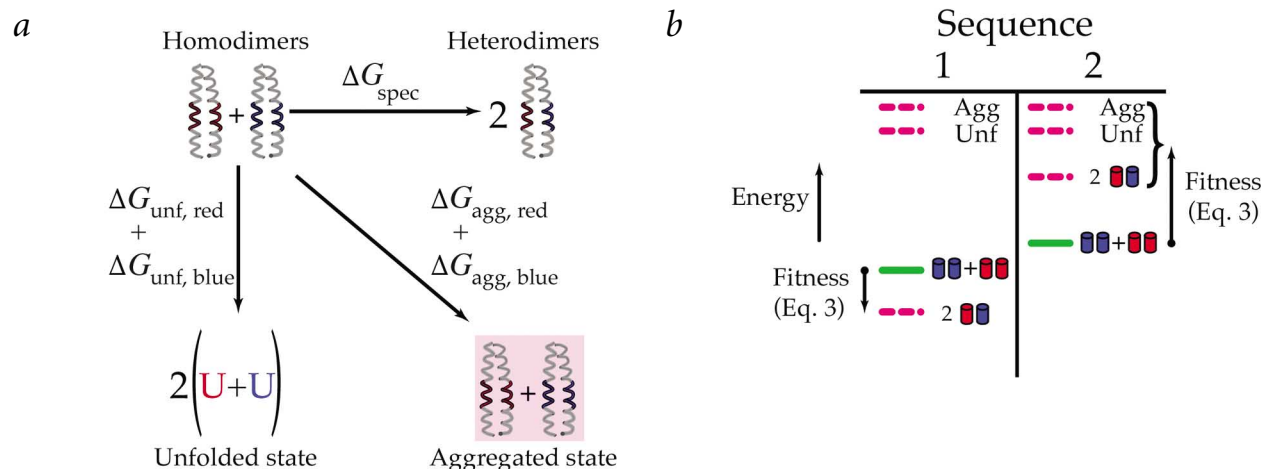 a
Homodimers
Heterodimers
+
ΔG spec
2
ΔG unf, red
+
ΔG unf, blue
ΔG agg, red
+
ΔG agg, blue
2(U+U)
+
Unfolded state
Aggregated state
b
Sequence
1
2
Agg
Unf
Agg
Unf
2
Energy
Fitness
(Eq. 3)
+
+
Fitness
(Eq. 3)
2